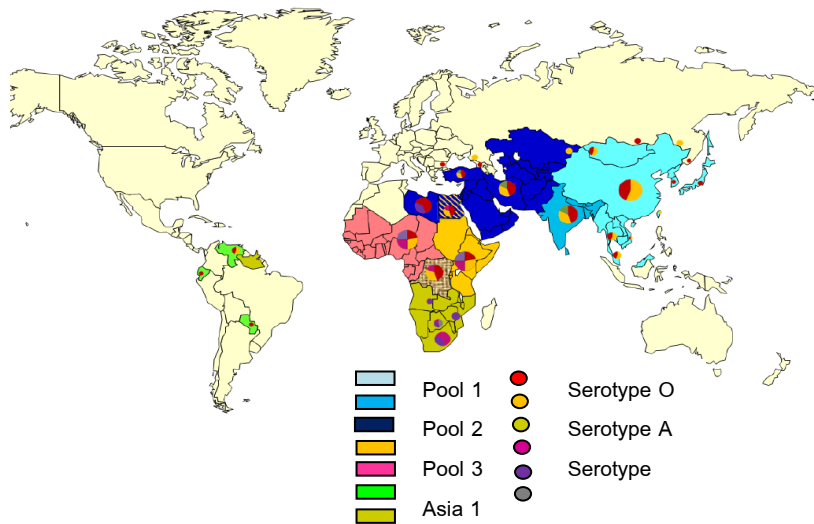 Pool 1
Serotype O
Pool 2
Serotype A
Pool 3
Serotype
Asia 1